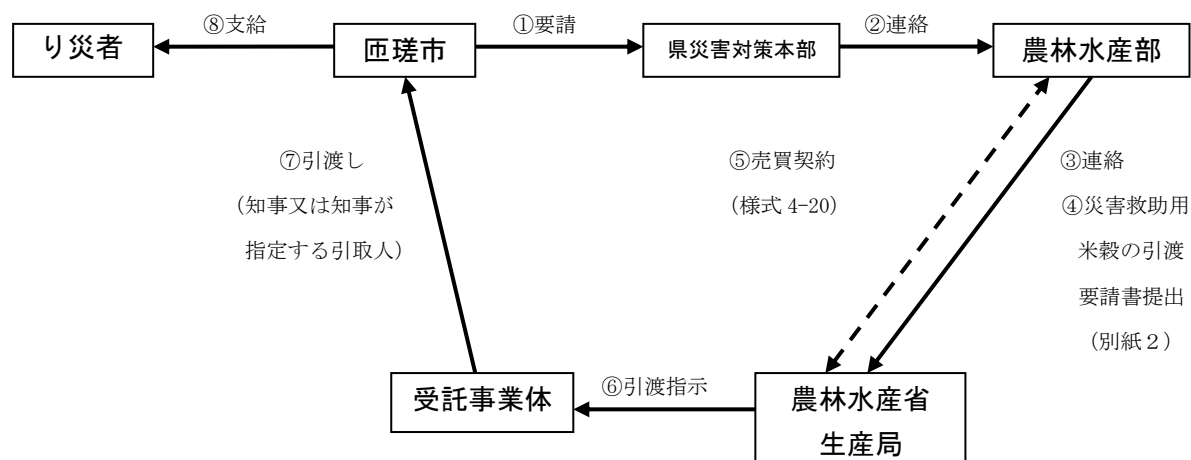 ⑧支給
①要請
②連絡
り災者
匝瑳市
県災害対策本部
農林水産部
⑦引渡し
(知事又は知事が
指定する引取人)
⑤売買契約
(様式 4-20)
③連絡
④災害救助用
米穀の引渡
要請書提出
(別紙２)
受託事業体
⑥引渡指示
農林水産省
生産局